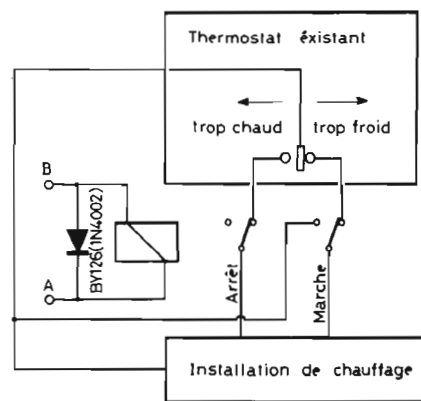 Thermostat éxistant
trop chaud trop froid
B
BY126(1N4002)
A
Arrêt
Marche
Installation de chauffage